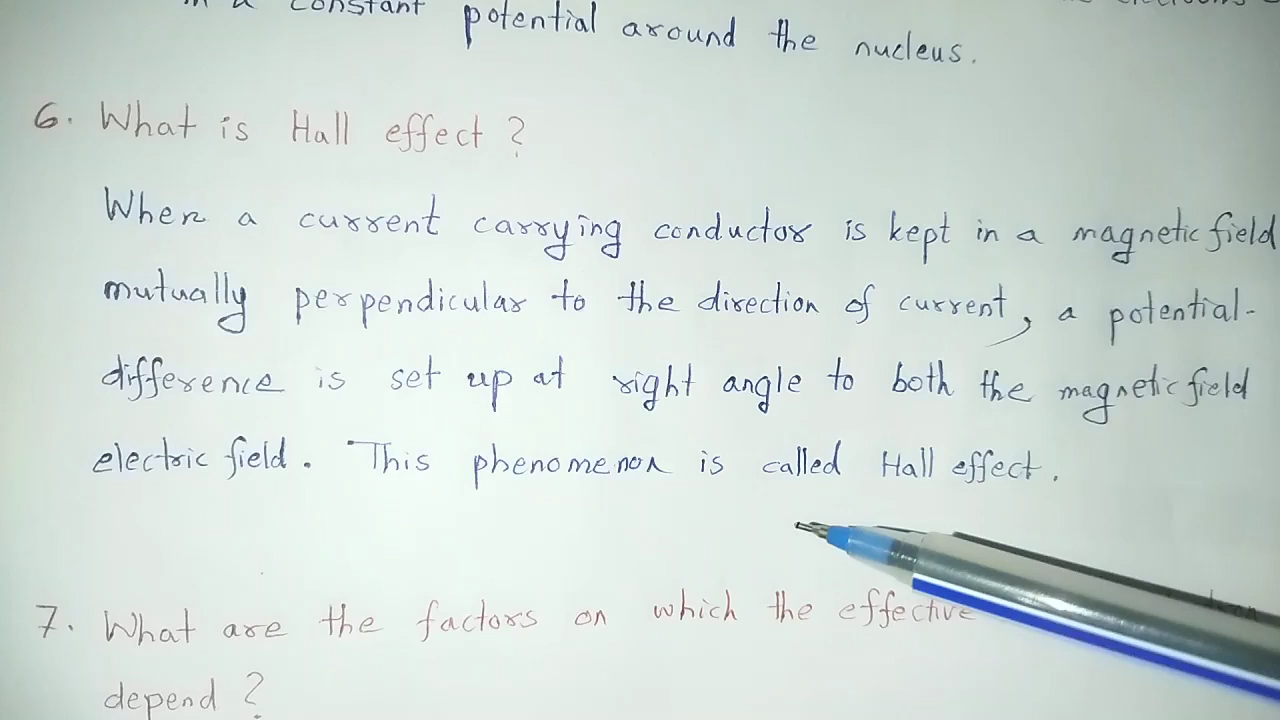 constant
potential around the nucleus.
6. What is Hall effect ?
When a current carrying conductor is kept in a magnetic field
mutually perpendicular to the direction of current, a potential-
difference is set up at right angle to both the magnetic field
electric field. This phenomenon is called Hall effect.
7. What are the factors on which the effective
depend ?